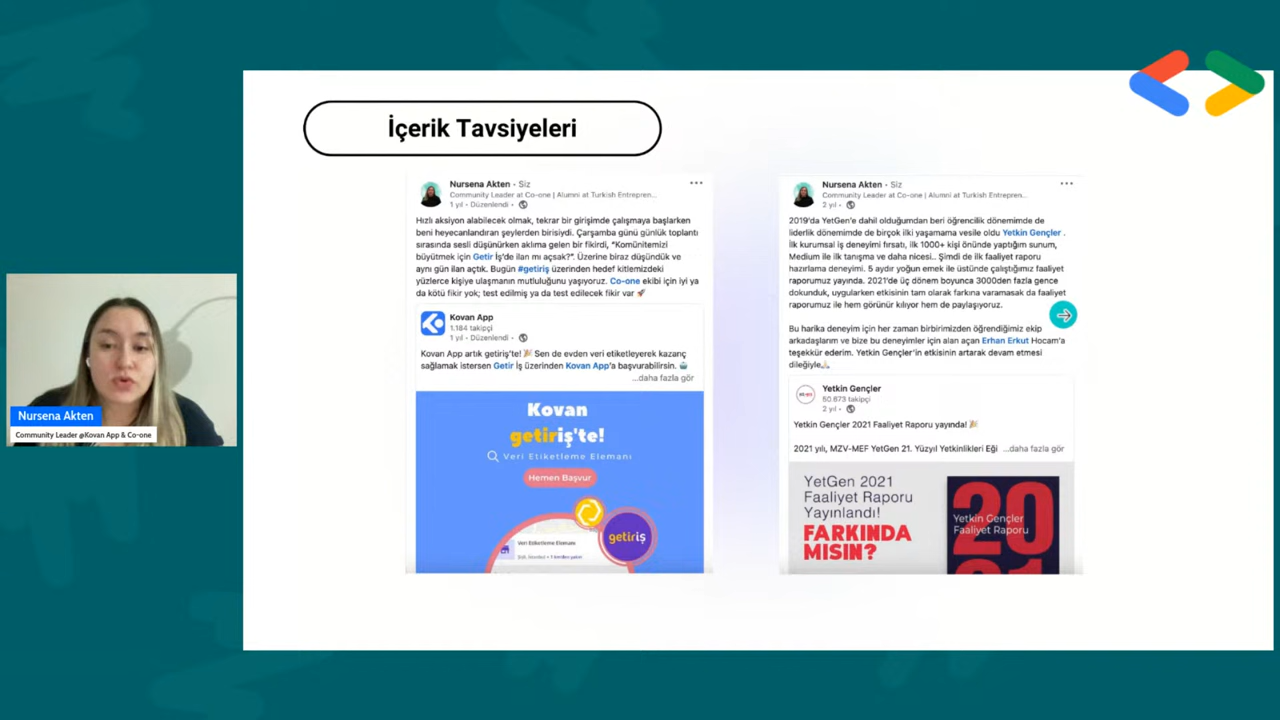 İçerik Tavsiyeleri
Nursena Akten · Siz
Community Leader at Co-one | Alumni at Turkish Entrepren...
1 yıl · Düzenlendi ·
Hızlı aksiyon alabilecek olmak, tekrar bir girişimde çalışmaya başlarken
beni heyecanlandıran şeylerden birisiydi. Çarşamba günü günlük toplantı
sırasında sesli düşünürken aklıma gelen bir fikirdi, "Komünitemizi
büyütmek için Getir İş'de ilan mı açsak?". Üzerine biraz düşündük ve
aynı gün ilan açtık. Bugün #getiriş üzerinden hedef kitlemizdeki
yüzlerce kişiye ulaşmanın mutluluğunu yaşıyoruz. Co-one ekibi için iyi ya
da kötü fikir yok; test edilmiş ya da test edilecek fikir var 🚀
Kovan App
1.184 takipçi
1 yıl · Düzenlendi ·
Kovan App artık getiriş'te! 🎉 Sen de evden veri etiketleyerek kazanç
sağlamak istersen Getir İş üzerinden Kovan App'a başvurabilirsin.
...daha fazla gör
Kovan
getiriş'te!
Veri Etiketleme Elemanı
Hemen Başvur
Veri Etiketleme Elemanı
getiriş
Nursena Akten · Siz
Community Leader at Co-one | Alumni at Turkish Entrepren...
2 yıl ·
2019'da YetGen'e dahil olduğumdan beri öğrencilik dönemimde de
liderlik dönemimde de birçok ilki yaşamama vesile oldu Yetkin Gençler .
İlk kurumsal iş deneyimi fırsatı, ilk 1000+ kişi önünde yaptığım sunum,
Medium ile ilk tanışma ve daha nicesi.. Şimdi de ilk faaliyet raporu
hazırlama deneyimi. 5 aydır yoğun emek ile üstünde çalıştığımız faaliyet
raporumuz yayında. 2021'de üç dönem boyunca 3000den fazla gence
dokunduk, uygularken etkisinin tam olarak farkına varamasak da faaliyet
raporumuz ile hem görünür kılıyor hem de paylaşıyoruz.
Bu harika deneyim için her zaman birbirimizden öğrendiğimiz ekip
arkadaşlarım ve bize bu deneyimler için alan açan Erhan Erkut Hocam'a
teşekkür ederim. Yetkin Gençler'in etkisinin artarak devam etmesi
dileğiyle🙏🏻
Yetkin Gençler
50.673 takipçi
2 yıl ·
Yetkin Gençler 2021 Faaliyet Raporu yayında! 🎉
2021 yılı, MZV-MEF YetGen 21. Yüzyıl Yetkinlikleri Eği ...daha fazla gör
YetGen 2021
Faaliyet Raporu
Yayınlandı!
FARKINDA
MISIN?
20
Yetkin Gençler
Faaliyet Raporu
21
Nursena Akten
Community Leader @Kovan App & Co-one